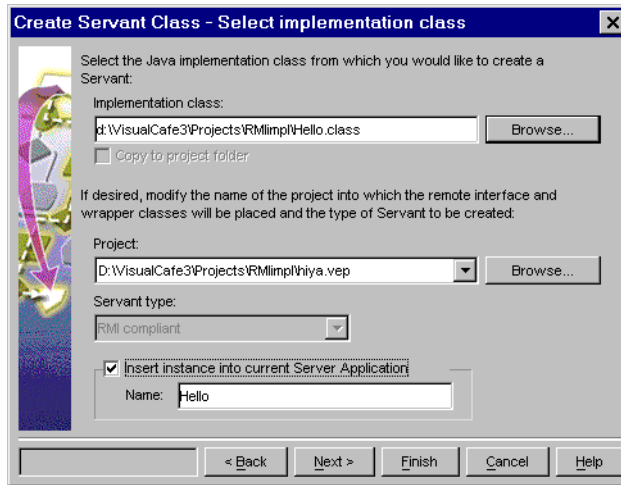 Create Servant Class - Select implementation class
Select the Java implementation class from which you would like to create a
Servant:
Implementation class:
d:\VisualCafe3\Projects\RMIimpl\Hello.class
Browse...
Copy to project folder
If desired, modify the name of the project into which the remote interface and
wrapper classes will be placed and the type of Servant to be created:
Project:
D:\VisualCafe3\Projects\RMIimpl\hiya.vep
Browse...
Servant type:
RMI compliant
Insert instance into current Server Application
Name: Hello
< Back Next > Finish Cancel Help